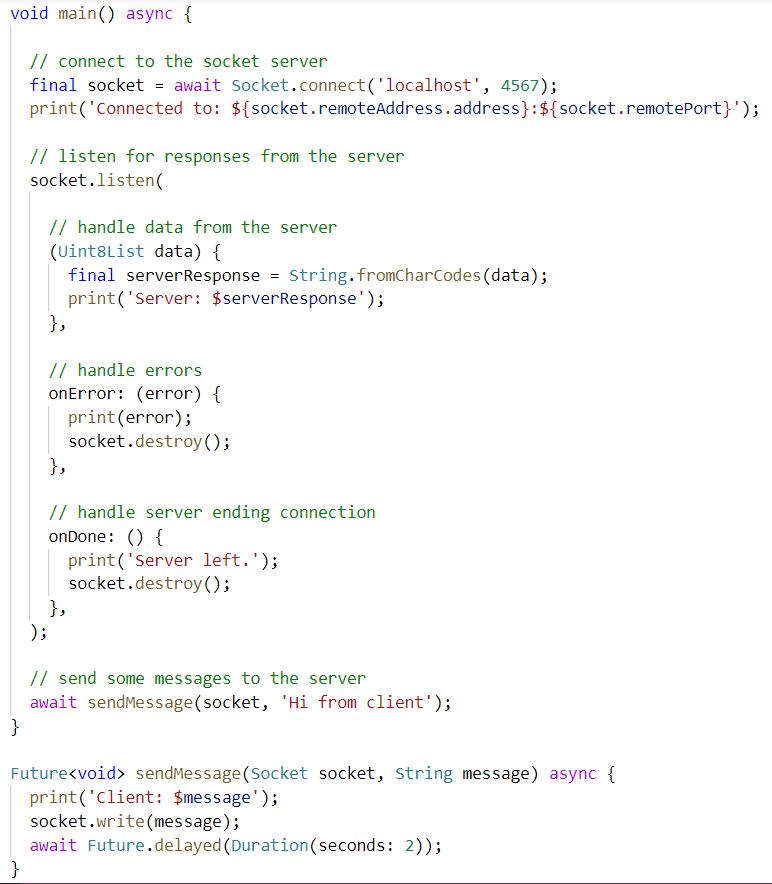 void main() async {
// connect to the socket server
final socket = await Socket.connect('localhost', 4567);
print('Connected to: ${socket.remoteAddress.address}:${socket.remotePort}');
// listen for responses from the server
socket.listen(
// handle data from the server
(Uint8List data) {
final serverResponse = String.fromCharCodes(data);
print('Server: $serverResponse');
},
// handle errors
onError: (error) {
print(error);
socket.destroy();
},
// handle server ending connection
onDone: () {
print('Server left.');
socket.destroy();
},
);
// send some messages to the server
await sendMessage(socket, 'Hi from client');
}
Future<void> sendMessage(Socket socket, String message) async {
print('Client: $message');
socket.write(message);
await Future.delayed(Duration(seconds: 2));
}